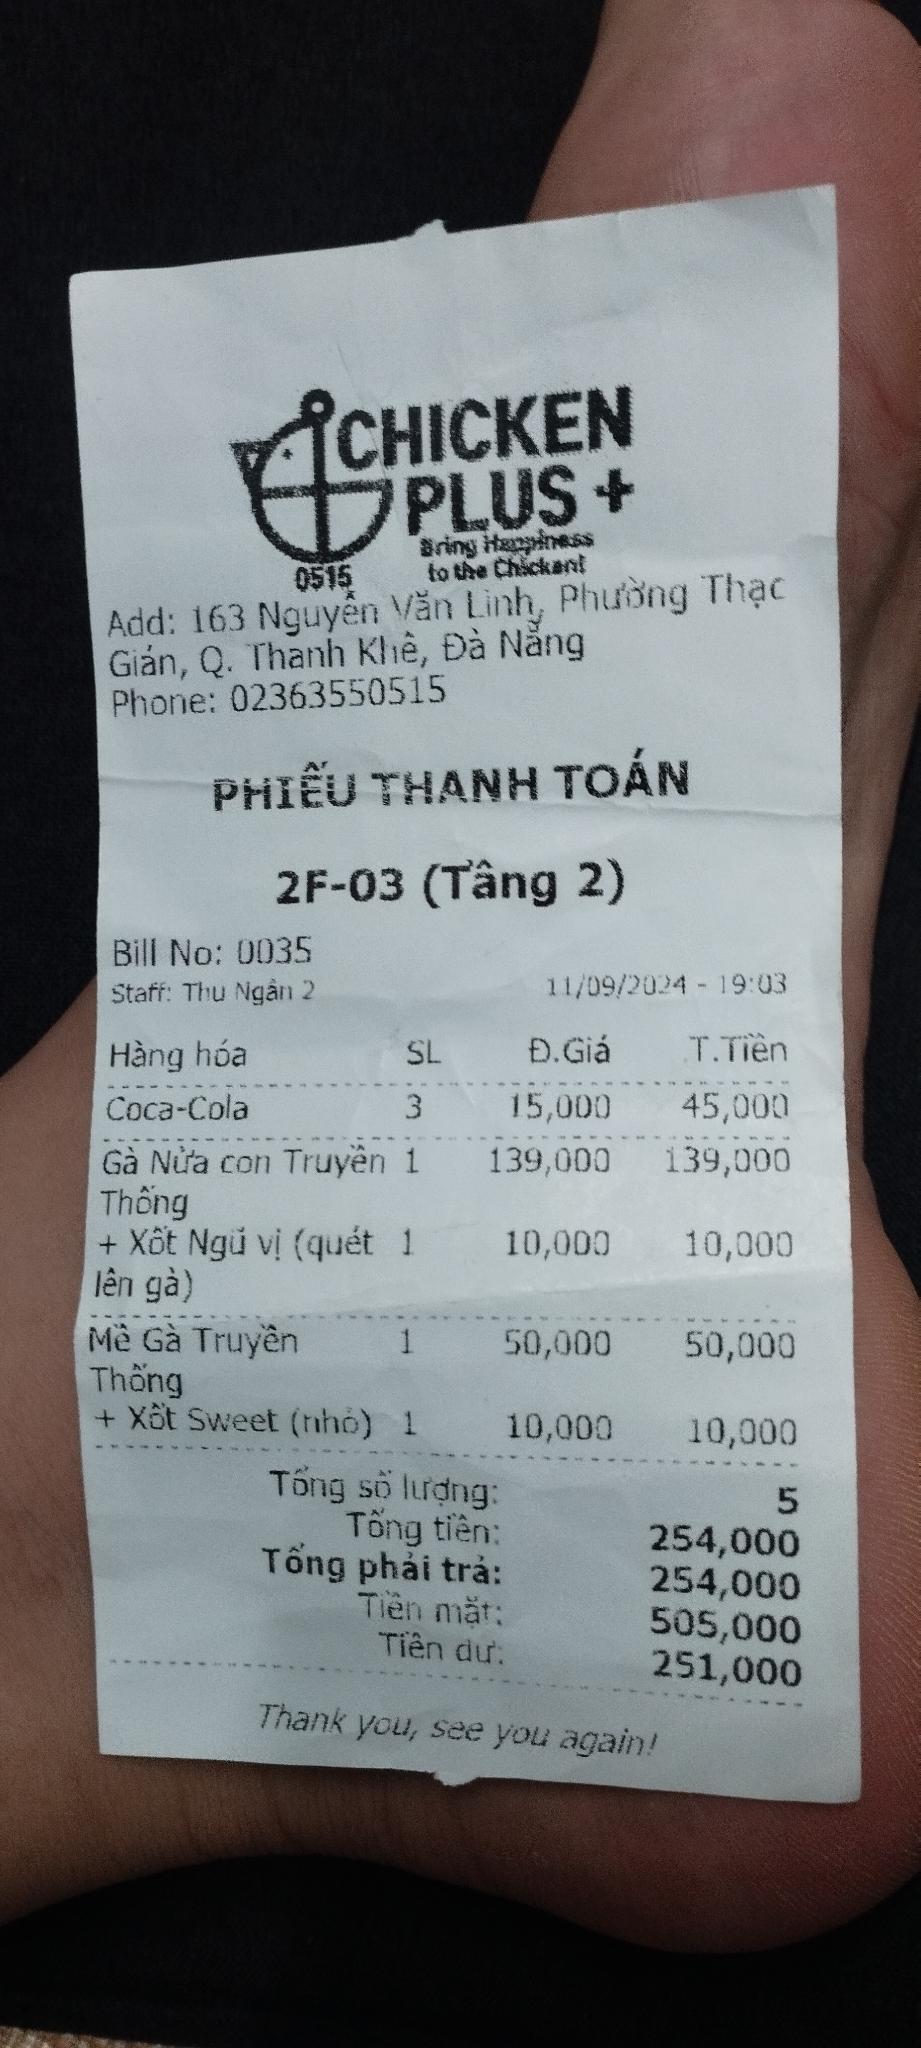 CHICKEN
PLUS +
Bring Happiness
to the Chicken!
0515
Add: 163 Nguyễn Văn Linh, Phường Thạc
Gián, Q. Thanh Khê, Đà Nẵng
Phone: 02363550515
PHIẾU THANH TOÁN
2F-03 (Tầng 2)
Bill No: 0035
Staff: Thu Ngân 2 11/09/2024 - 19:03
Hàng hóa SL Đ.Giá T.Tiền
Coca-Cola 3 15,000 45,000
Gà Nửa con Truyền 1 139,000 139,000
Thống
+ Xốt Ngũ vị (quét 1 10,000 10,000
lên gà)
Mề Gà Truyền 1 50,000 50,000
Thống
+ Xốt Sweet (nhỏ) 1 10,000 10,000
Tổng số lượng: 5
Tổng tiền: 254,000
Tổng phải trả: 254,000
Tiền mặt: 505,000
Tiền dư: 251,000
Thank you, see you again!